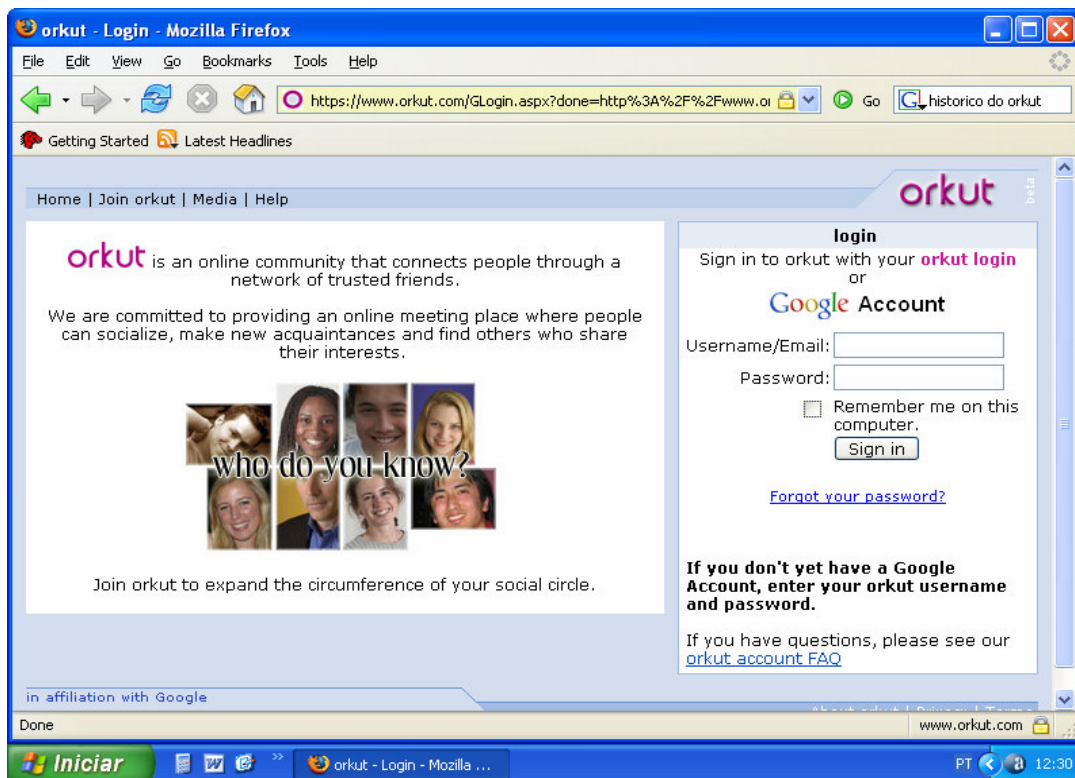 orkut - Login - Mozilla Firefox
File Edit View Go Bookmarks Tools Help
https://www.orkut.com/GLogin.aspx?done=http%3A%2F%2Fwww.or Go historico do orkut
Getting Started Latest Headlines
Home | Join orkut | Media | Help
orkut beta
orkut is an online community that connects people through a
network of trusted friends.
We are committed to providing an online meeting place where people
can socialize, make new acquaintances and find others who share
their interests.
who do you know?
Join orkut to expand the circumference of your social circle.
login
Sign in to orkut with your orkut login
or
Google Account
Username/Email:
Password:
Remember me on this
computer.
Sign in
Forgot your password?
If you don't yet have a Google
Account, enter your orkut username
and password.
If you have questions, please see our
orkut account FAQ
in affiliation with Google
About orkut | Privacy | Terms
Done www.orkut.com
Iniciar orkut - Login - Mozilla ... PT 12:30